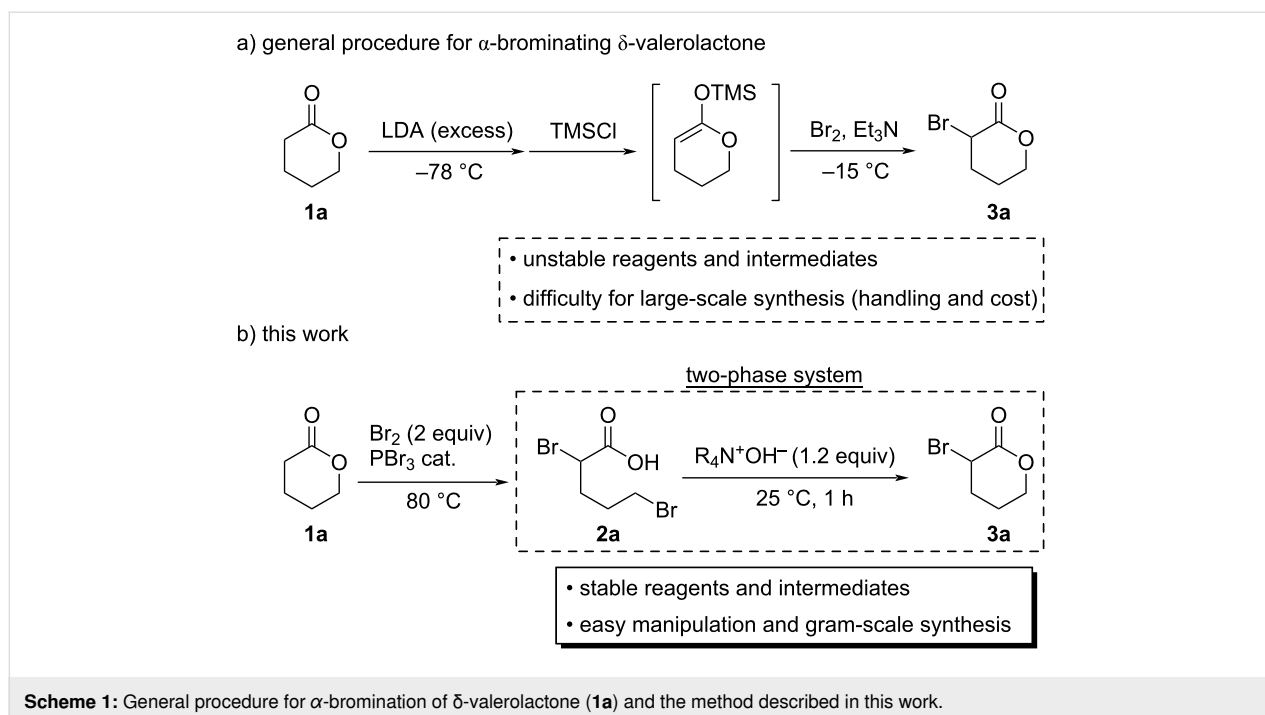 a) general procedure for α-brominating δ-valerolactone
O
O
1a
LDA (excess)
–78 °C
TMSCl
OTMS
O
Br2, Et3N
–15 °C
Br
O
O
3a
• unstable reagents and intermediates
• difficulty for large-scale synthesis (handling and cost)
b) this work
two-phase system
O
O
1a
Br2 (2 equiv)
PBr3 cat.
80 °C
Br
O
OH
Br
2a
R4N+OH– (1.2 equiv)
25 °C, 1 h
Br
O
O
3a
• stable reagents and intermediates
• easy manipulation and gram-scale synthesis
Scheme 1: General procedure for α-bromination of δ-valerolactone (1a) and the method described in this work.